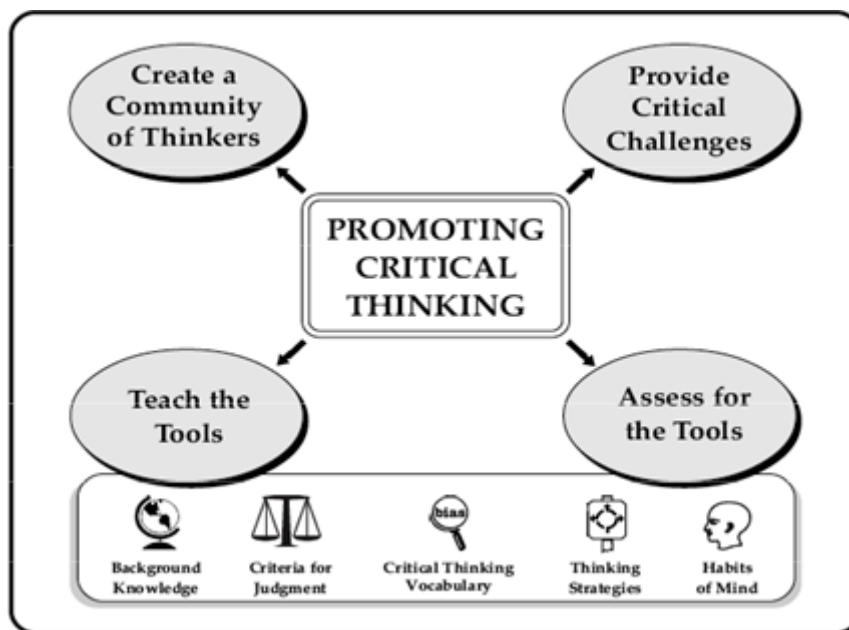 Create a
Community
of Thinkers
Provide
Critical
Challenges
PROMOTING
CRITICAL
THINKING
Teach the
Tools
Assess for
the Tools
bias
Background
Knowledge
Criteria for
Judgment
Critical Thinking
Vocabulary
Thinking
Strategies
Habits
of Mind